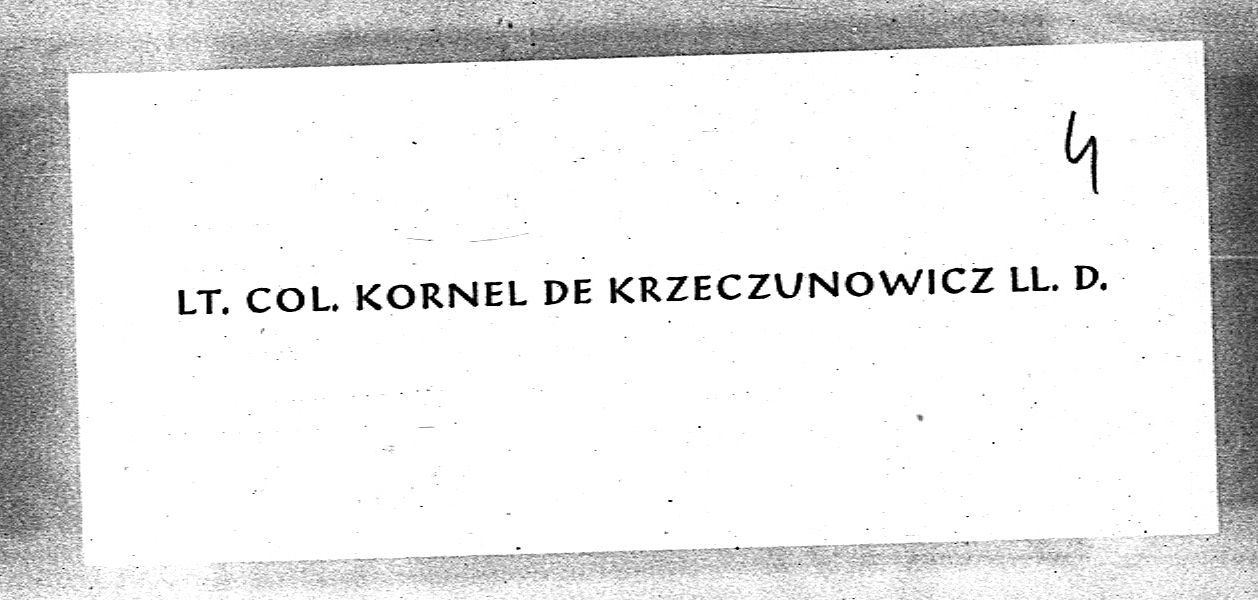 4
LT. COL. KORNEL DE KRZECZUNOWICZ LL. D.